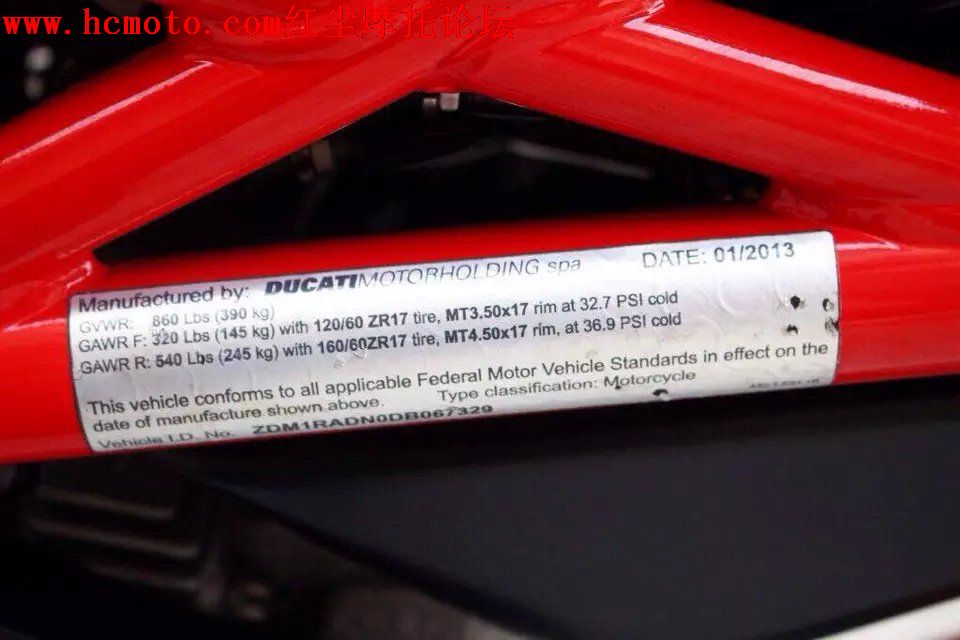 www.hcmoto.com红尘摩托论坛
Manufactured by: DUCATIMOTORHOLDING spa DATE: 01/2013
GVWR: 860 Lbs (390 kg)
GAWR F: 320 Lbs (145 kg) with 120/60 ZR17 tire, MT3.50x17 rim at 32.7 PSI cold
GAWR R: 540 Lbs (245 kg) with 160/60ZR17 tire, MT4.50x17 rim, at 36.9 PSI cold
This vehicle conforms to all applicable Federal Motor Vehicle Standards in effect on the
date of manufacture shown above. Type classification: Motorcycle
Vehicle I.D. No. ZDM1RADN0DB067329